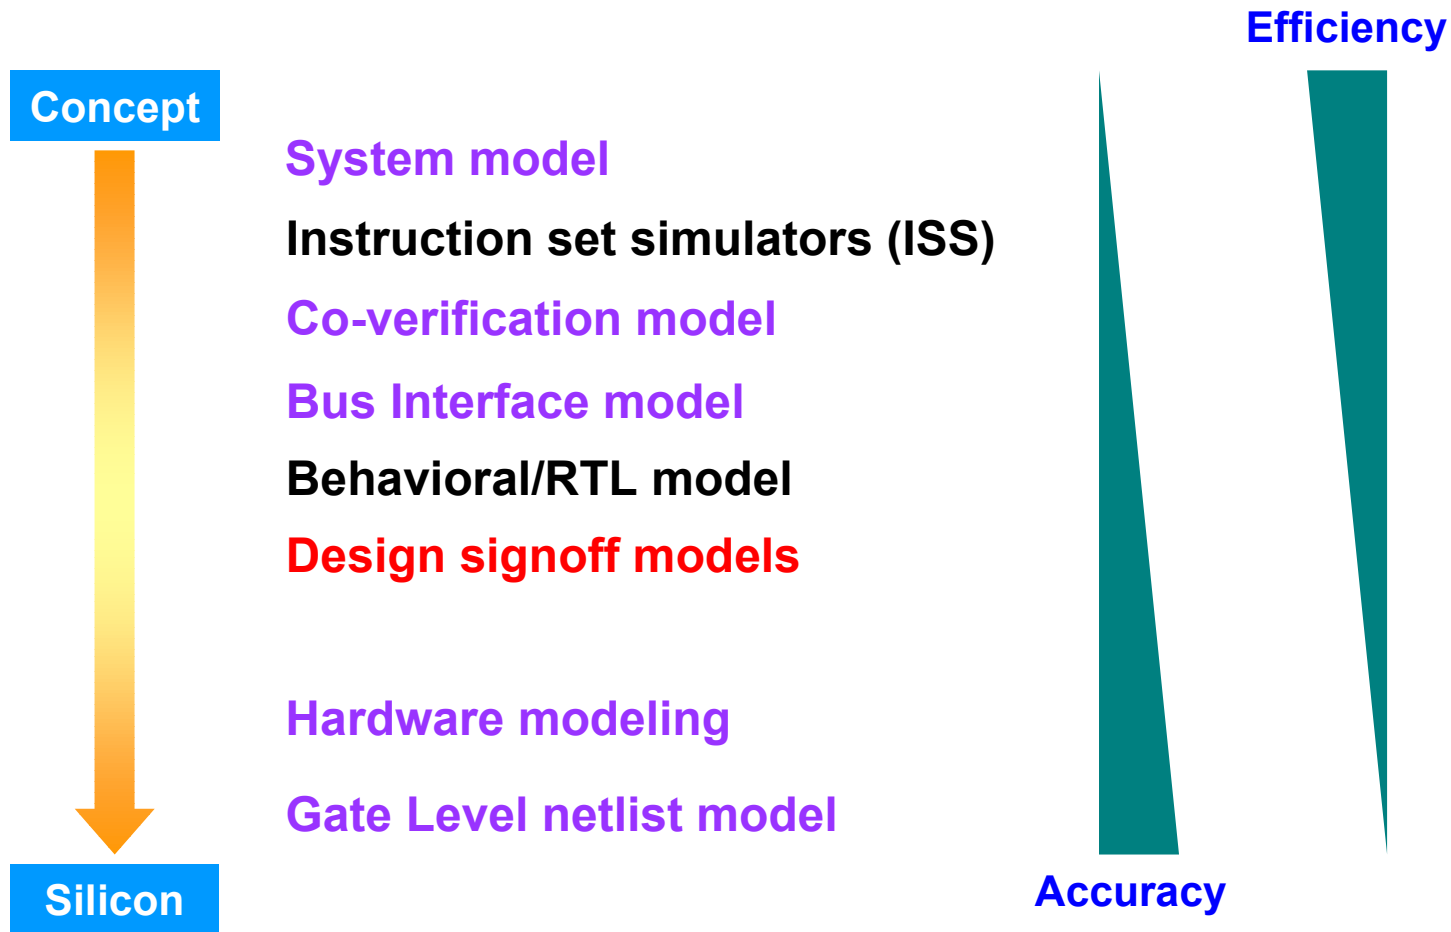 Efficiency
Concept
System model
Instruction set simulators (ISS)
Co-verification model
Bus Interface model
Behavioral/RTL model
Design signoff models
Hardware modeling
Gate Level netlist model
Silicon
Accuracy